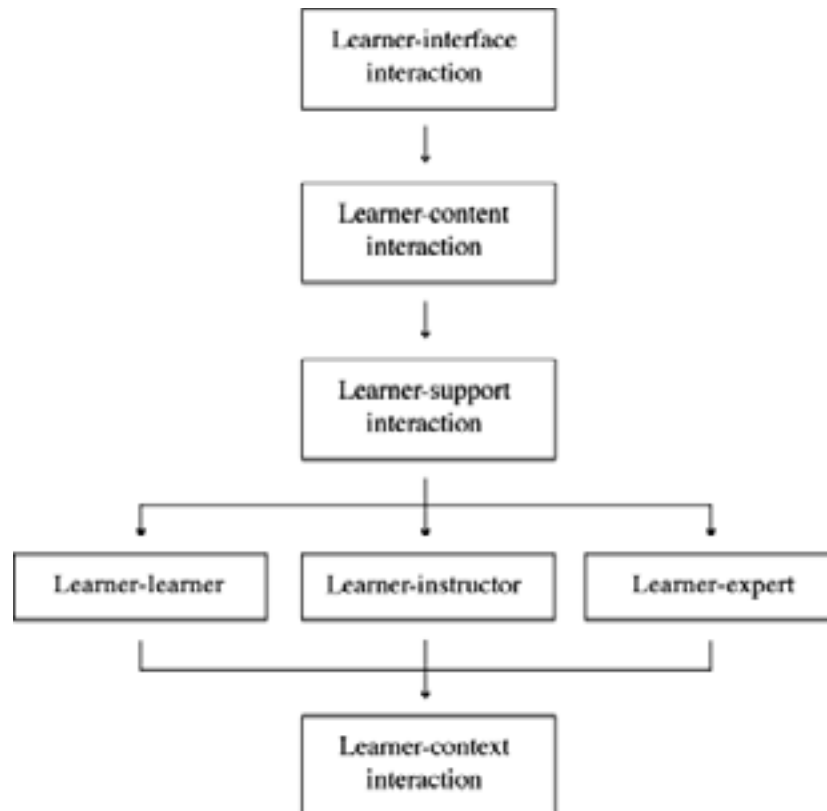 Learner-interface
interaction
Learner-content
interaction
Learner-support
interaction
Learner-learner
Learner-instructor
Learner-expert
Learner-context
interaction